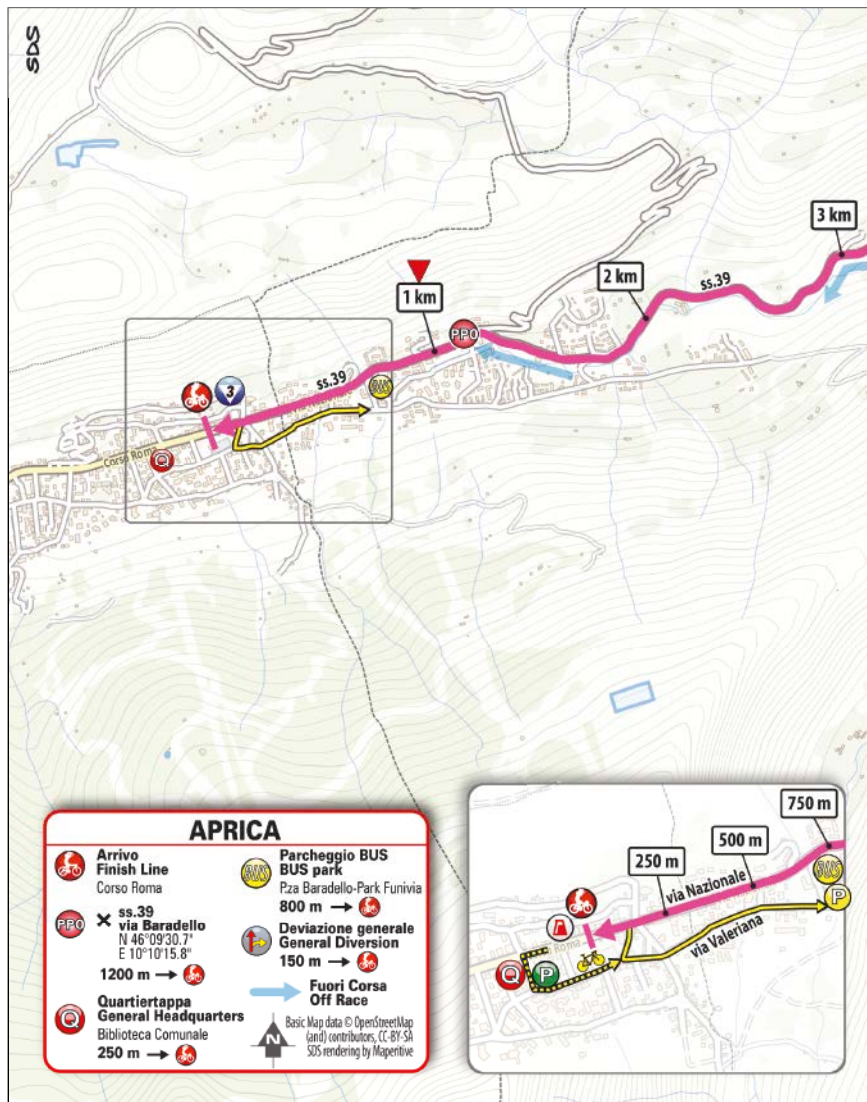 SDS
3 km
2 km
ss.39
1 km
PPO
BUS
ss.39
3
Corso Roma
Q
APRICA
Arrivo
Finish Line
Corso Roma
PPO
ss.39
via Baradello
N 46°09'30.7"
E 10°10'15.8"
1200 m
Q
Quartiertappa
General Headquarters
Biblioteca Comunale
250 m
BUS
Parcheggio BUS
BUS park
P.za Baradello-Park Funivia
800 m
Deviazione generale
General Diversion
150 m
Fuori Corsa
Off Race
N
Basic Map data © OpenStreetMap
(and) contributors, CC-BY-SA
SDS rendering by Maperitive
750 m
500 m
250 m
BUS
via Nazionale
P
via Valeriana
Roma
Q
P